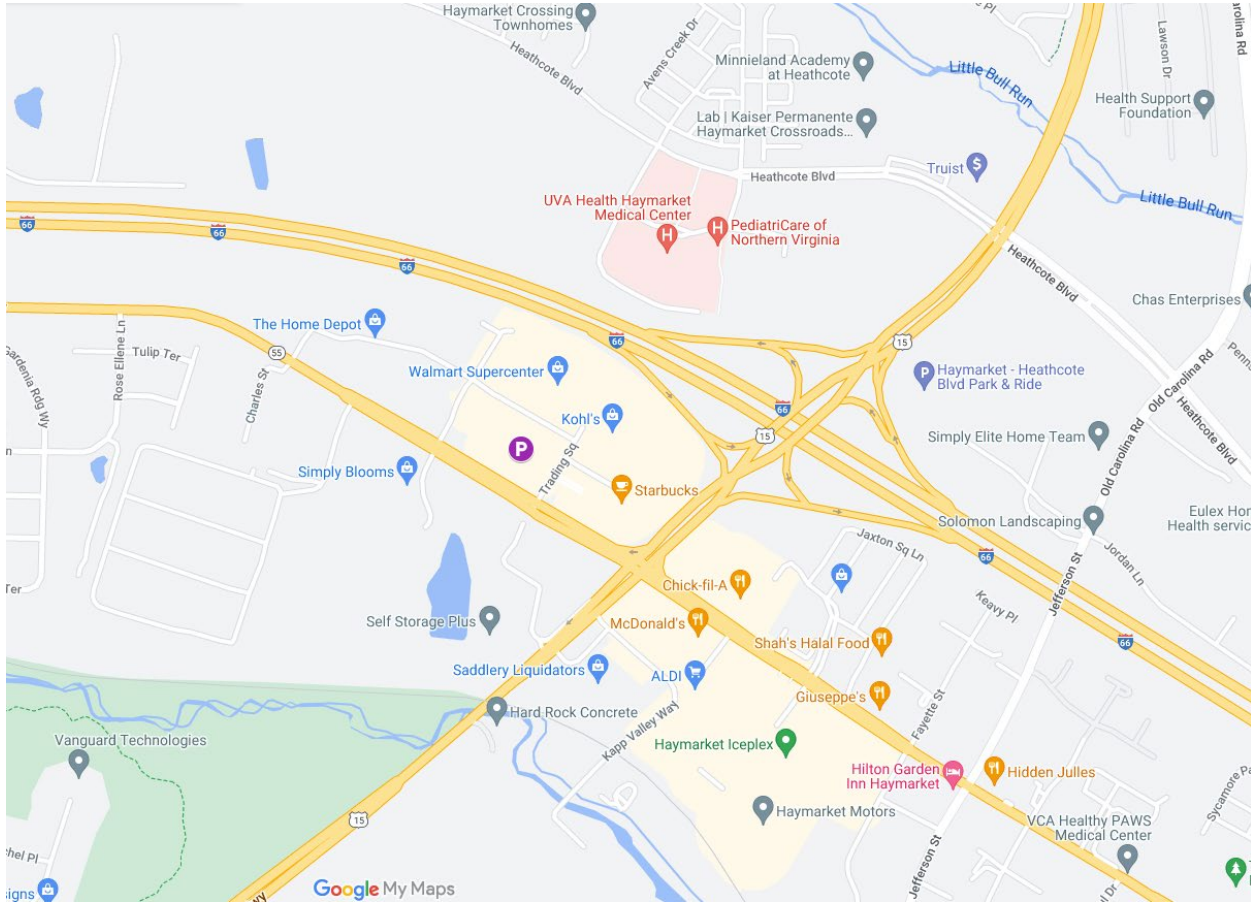 Haymarket Crossing
Townhomes
Heathcote Blvd
Avens Creek Dr
Minnieland Academy
at Heathcote
Lawson Dr
Little Bull Run
Health Support
Foundation
Lab | Kaiser Permanente
Haymarket Crossroads...
Truist
Heathcote Blvd
Little Bull Run
UVA Health Haymarket
Medical Center
H
H
PediatriCare of
Northern Virginia
66
66
66
Heathcote Blvd
Chas Enterprises
The Home Depot
Rose Ellene Ln
Tulip Ter
55
Charles St
66
15
Walmart Supercenter
P
Haymarket - Heathcote
Blvd Park & Ride
Old Carolina Rd
Heathcote Blvd
Gardenia Rdg Wy
Kohl's
66
15
Simply Elite Home Team
P
Simply Blooms
Trading Sq
Starbucks
Old Carolina Rd
Solomon Landscaping
Eulex Hor
Health servic
Jaxton Sq Ln
66
Jordan Ln
Ter
Chick-fil-A
Jefferson St
Keavy Pl
Self Storage Plus
McDonald's
Shah's Halal Food
66
Saddlery Liquidators
ALDI
Giuseppe's
Hard Rock Concrete
Fayette St
Vanguard Technologies
Kapp Valley Way
Haymarket Iceplex
Hilton Garden
Inn Haymarket
Hidden Julles
15
Haymarket Motors
VCA Healthy PAWS
Medical Center
Jefferson St
Google My Maps